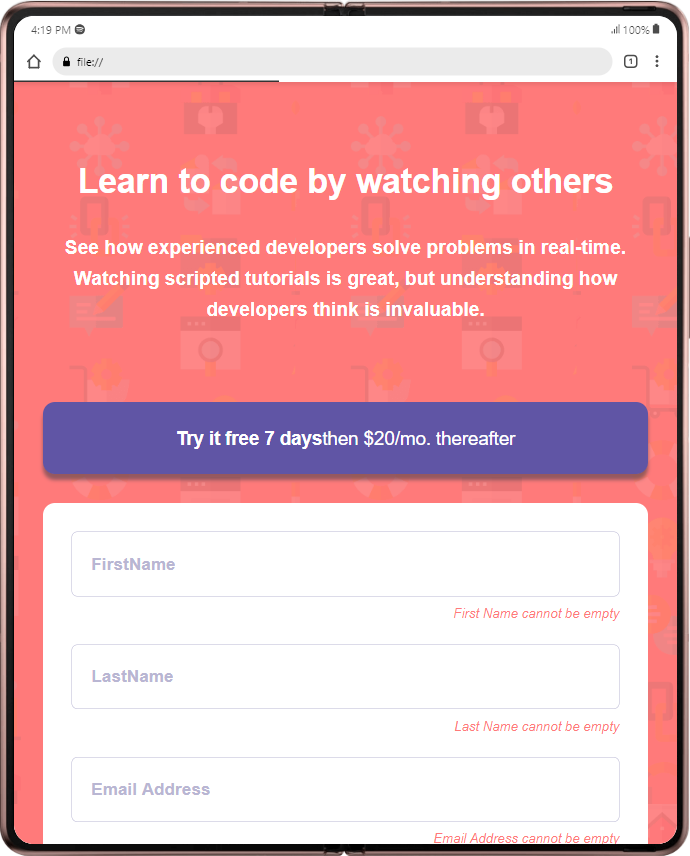 4:19 PM
100%
file://
1
Learn to code by watching others
See how experienced developers solve problems in real-time.
Watching scripted tutorials is great, but understanding how
developers think is invaluable.
Try it free 7 daysthen $20/mo. thereafter
FirstName
First Name cannot be empty
LastName
Last Name cannot be empty
Email Address
Email Address cannot be empty